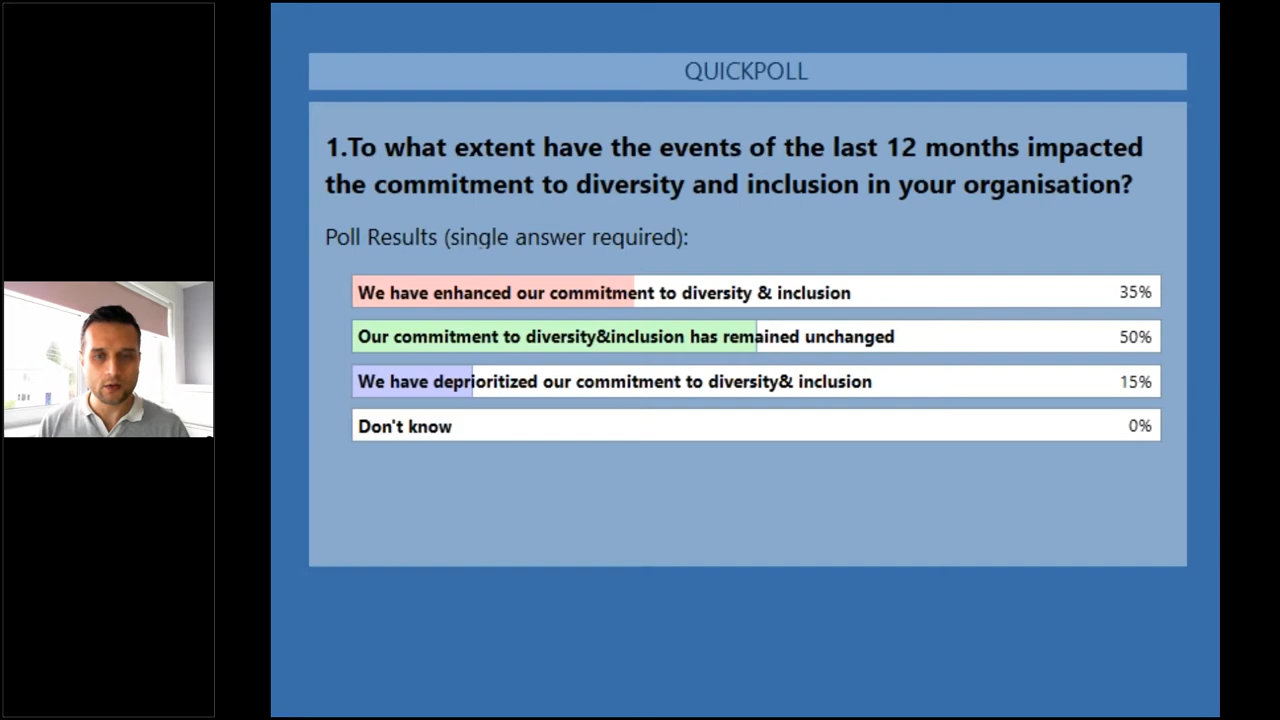 QUICKPOLL
1.To what extent have the events of the last 12 months impacted
the commitment to diversity and inclusion in your organisation?
Poll Results (single answer required):
We have enhanced our commitment to diversity & inclusion 35%
Our commitment to diversity&inclusion has remained unchanged 50%
We have deprioritized our commitment to diversity& inclusion 15%
Don't know 0%